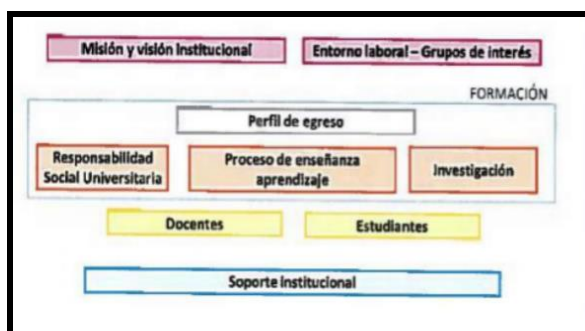 Misión y visión institucional
Entorno laboral – Grupos de interés
FORMACIÓN
Perfil de egreso
Responsabilidad
Social Universitaria
Proceso de enseñanza
aprendizaje
Investigación
Docentes
Estudiantes
Soporte institucional